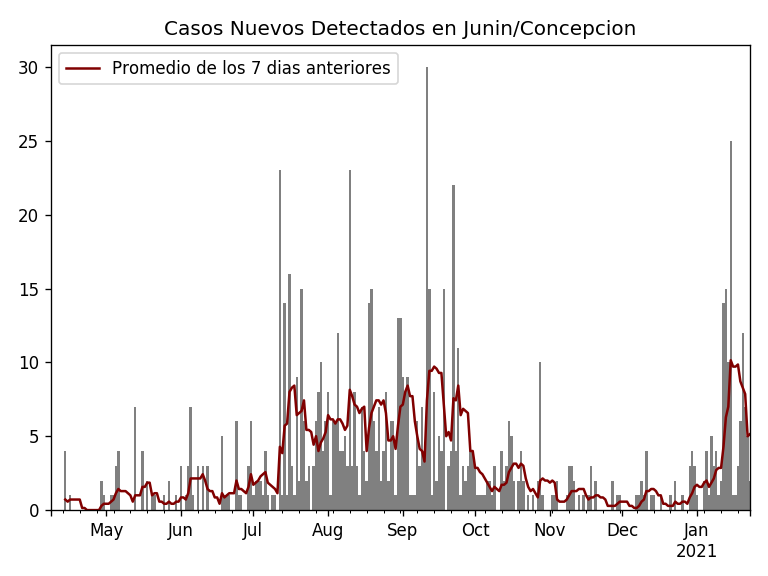 Casos Nuevos Detectados en Junin/Concepcion
Promedio de los 7 dias anteriores
30
25
20
15
10
5
0
May Jun Jul Aug Sep Oct Nov Dec Jan
2021